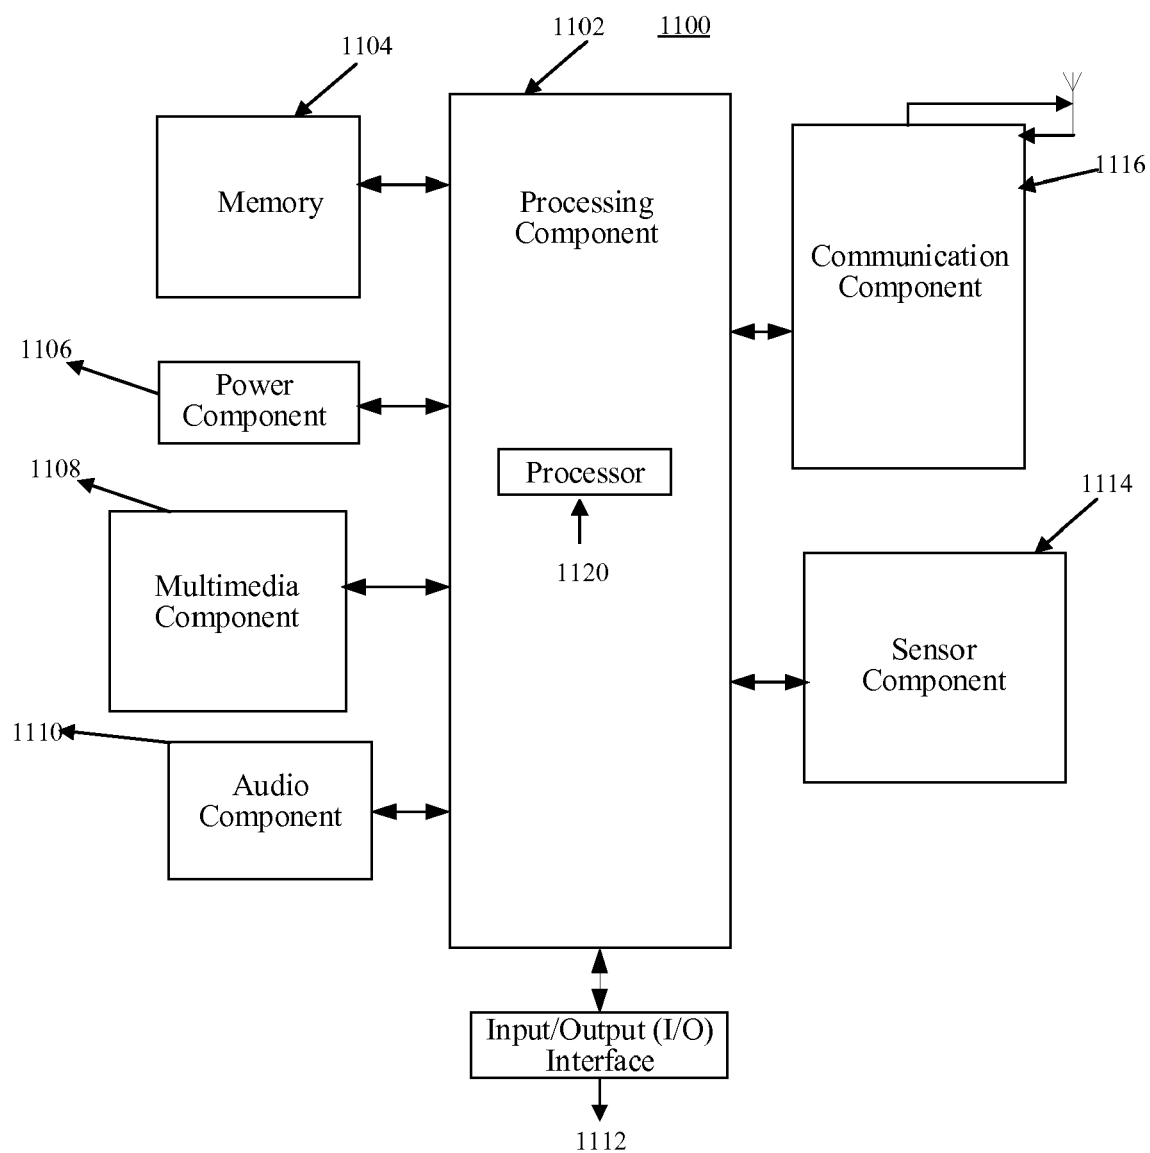 1102
1100
1104
1116
Memory
Processing
Component
Communication
Component
1106
Power
Component
1108
Processor
1114
1120
Multimedia
Component
Sensor
Component
1110
Audio
Component
Input/Output (I/O)
Interface
1112